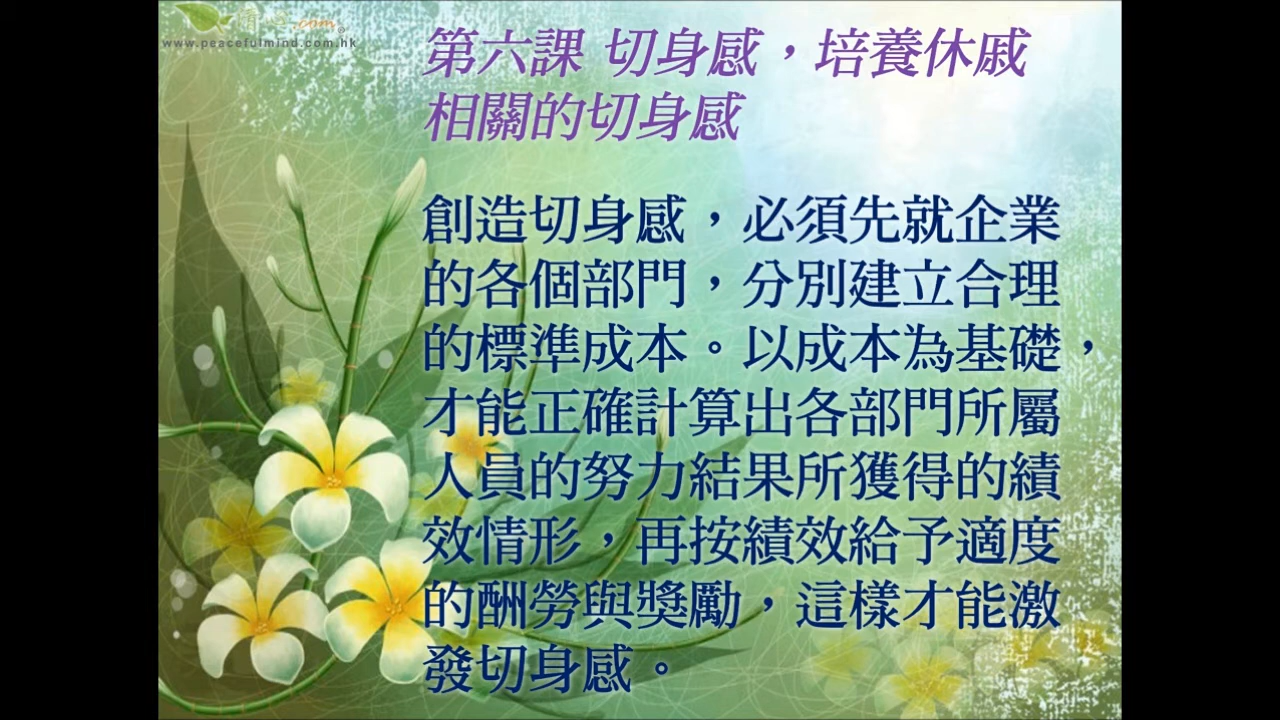 情心.com
www.peacefulmind.com.hk
第六課 切身感，培養休戚
相關的切身感
創造切身感，必須先就企業
的各個部門，分別建立合理
的標準成本。以成本為基礎，
才能正確計算出各部門所屬
人員的努力結果所獲得的績
效情形，再按績效給予適度
的酬勞與獎勵，這樣才能激
發切身感。